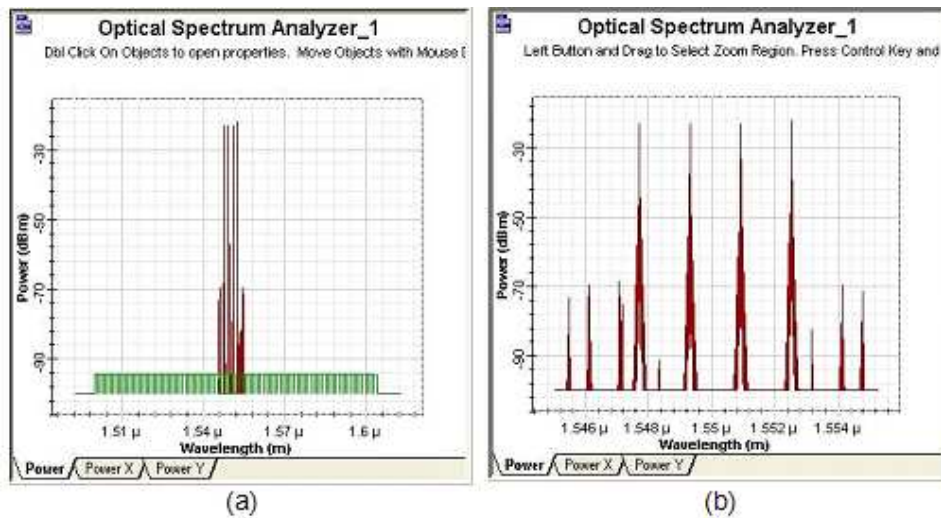 Optical Spectrum Analyzer_1
Dbl Click On Objects to open properties. Move Objects with Mouse D
Power (dBm)
-30
-50
-70
-90
1.51 µ
1.54 µ
1.57 µ
1.6 µ
Wavelength (m)
Power
Power X
Power Y
(a)
Optical Spectrum Analyzer_1
Left Button and Drag to Select Zoom Region. Press Control Key and
Power (dBm)
-30
-50
-70
-90
1.546 µ
1.548 µ
1.55 µ
1.552 µ
1.554 µ
Wavelength (m)
Power
Power X
Power Y
(b)